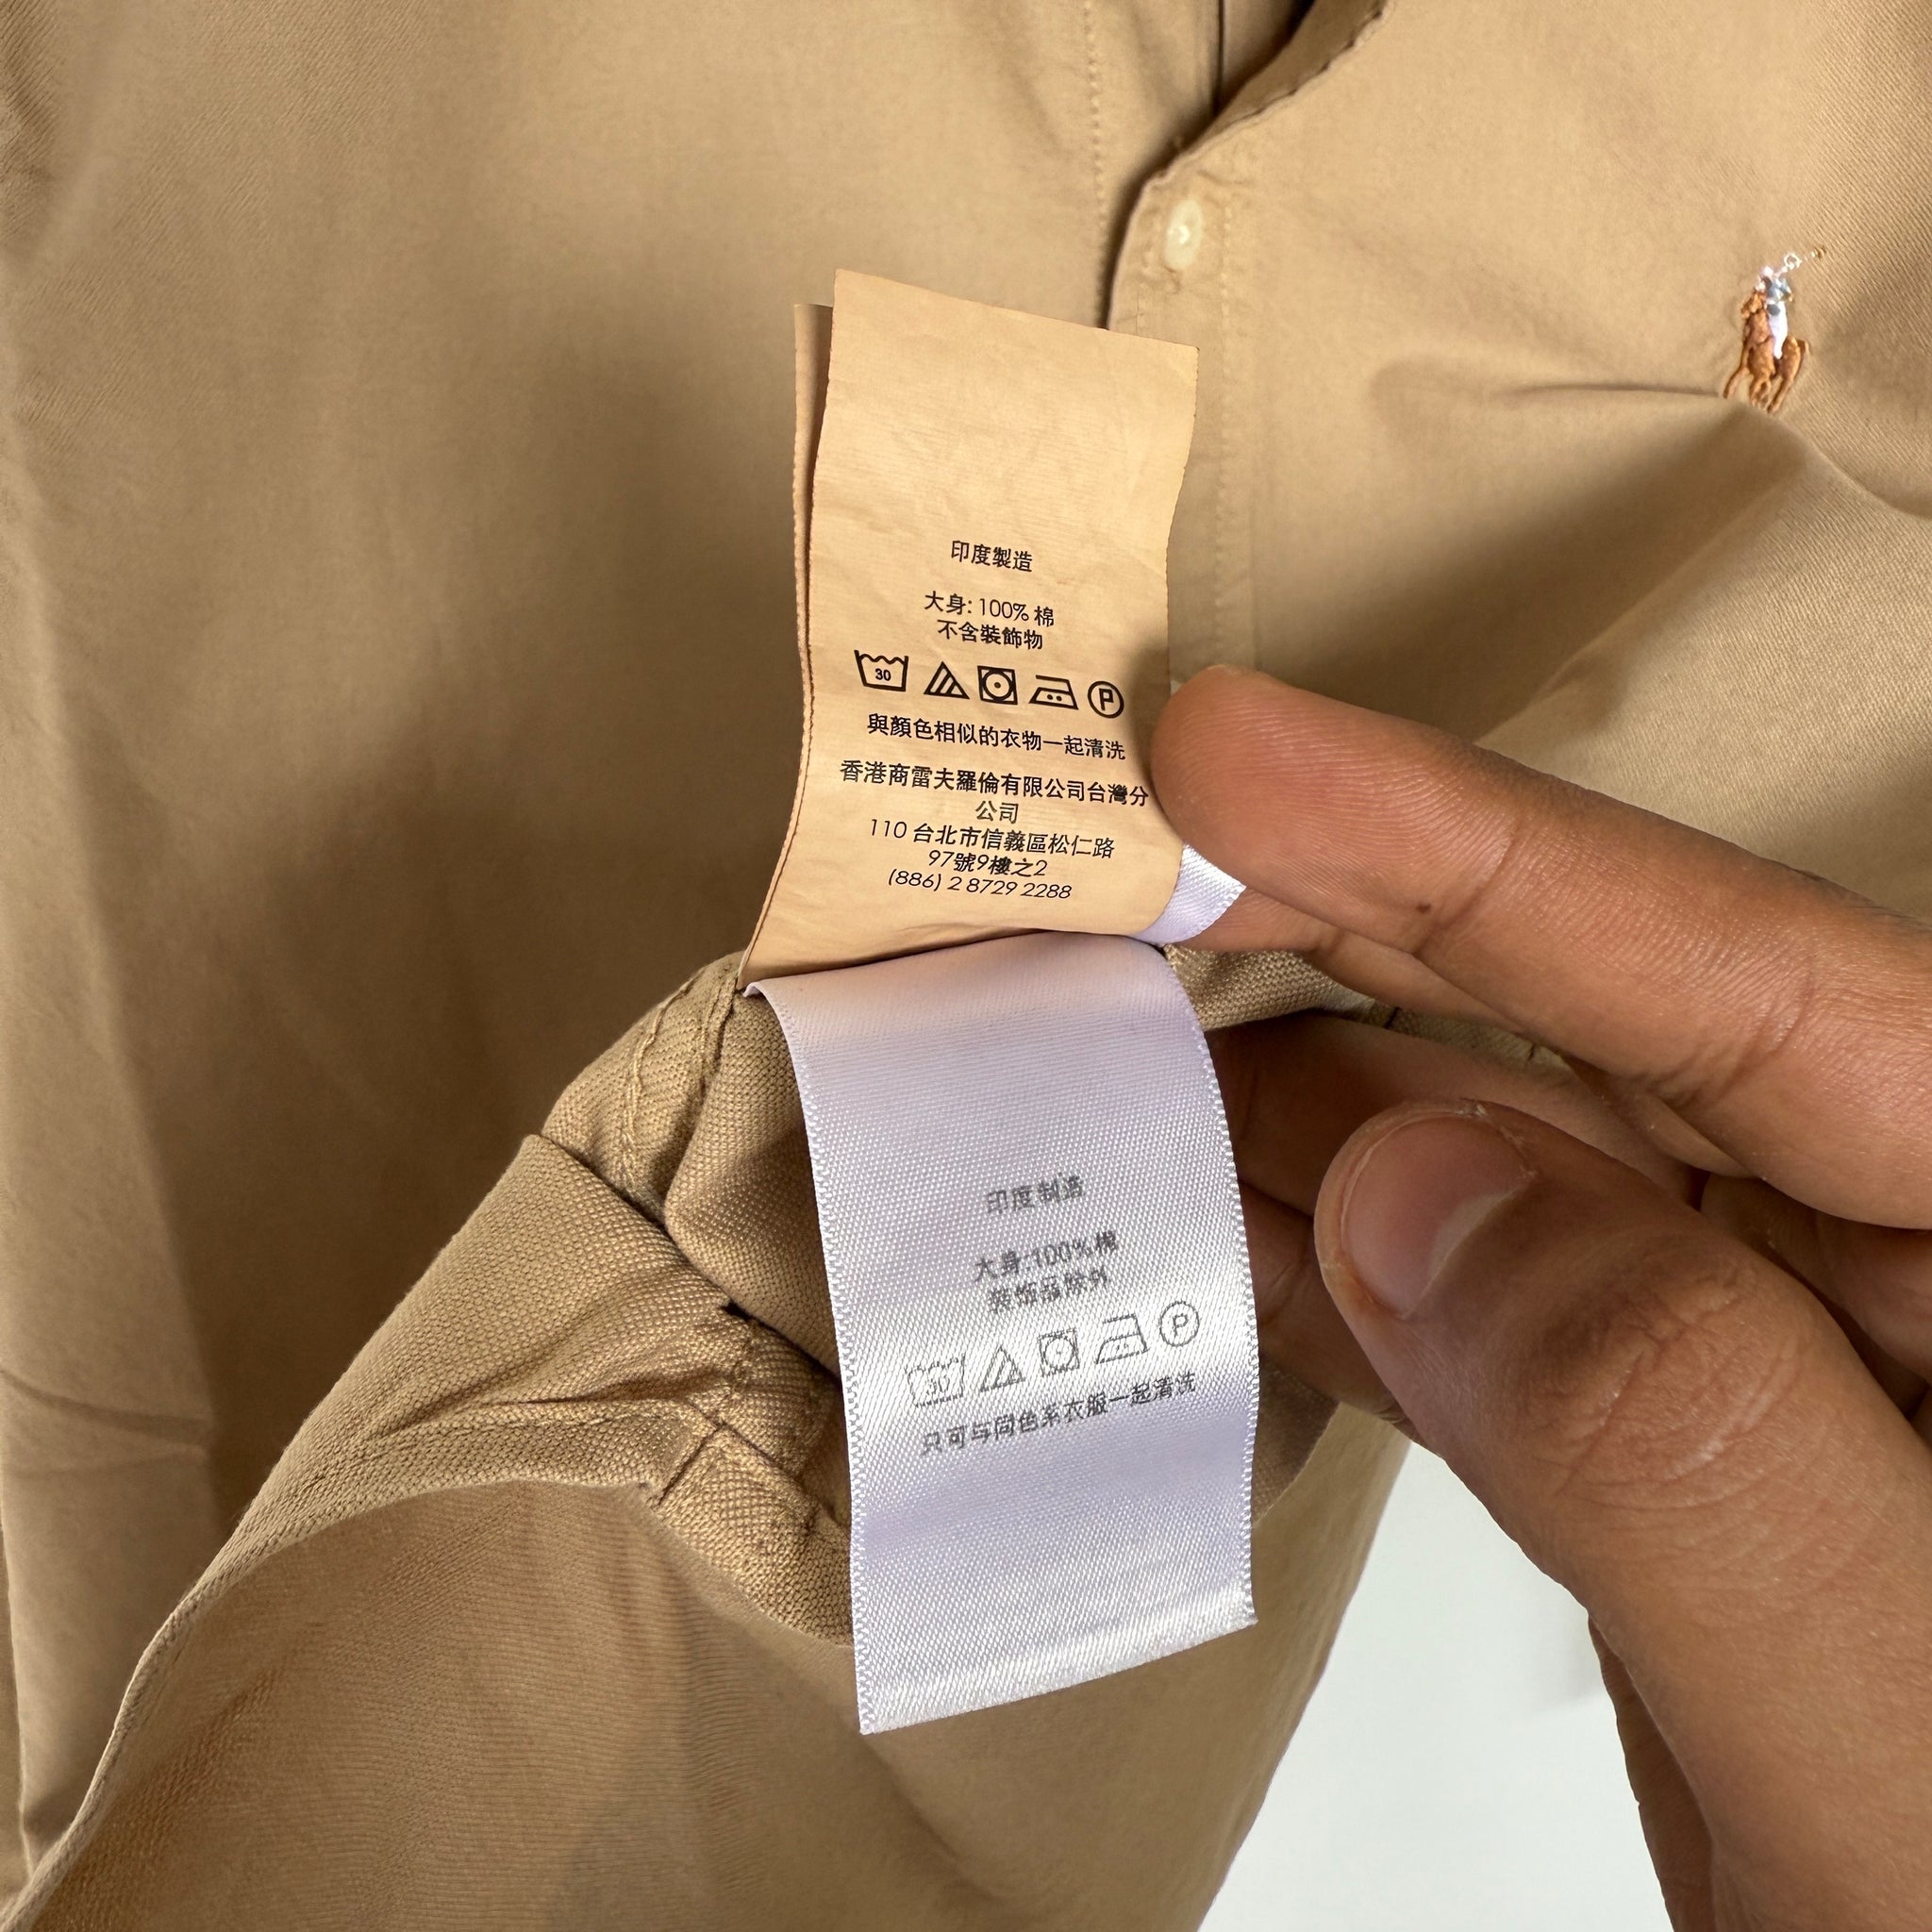 印度製造
大身: 100% 棉
不含裝飾物
30 P
與顏色相似的衣物一起清洗
香港商雷夫羅倫有限公司台灣分
公司
110 台北市信義區松仁路
97號9樓之2
(886) 2 8729 2288
印度制造
大身:100%棉
装饰品除外
30 P
只可与同色系衣服一起清洗